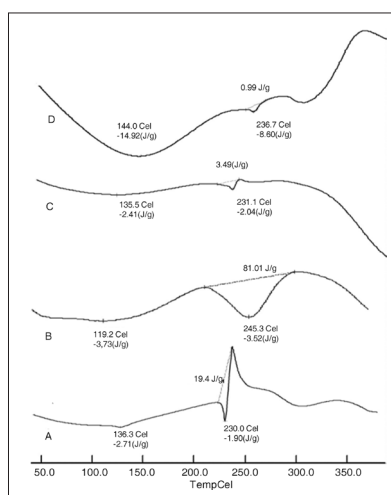 0.99 J/g
D
144.0 Cel
-14.92(J/g)
236.7 Cel
-8.60(J/g)
3.49(J/g)
C
135.5 Cel
-2.41(J/g)
231.1 Cel
-2.04(J/g)
81.01 J/g
B
119.2 Cel
-3,73(J/g)
245.3 Cel
-3.52(J/g)
19.4 J/g
A
136.3 Cel
-2.71(J/g)
230.0 Cel
-1.90(J/g)
50.0 100.0 150.0 200.0 250.0 300.0 350.0
TempCel